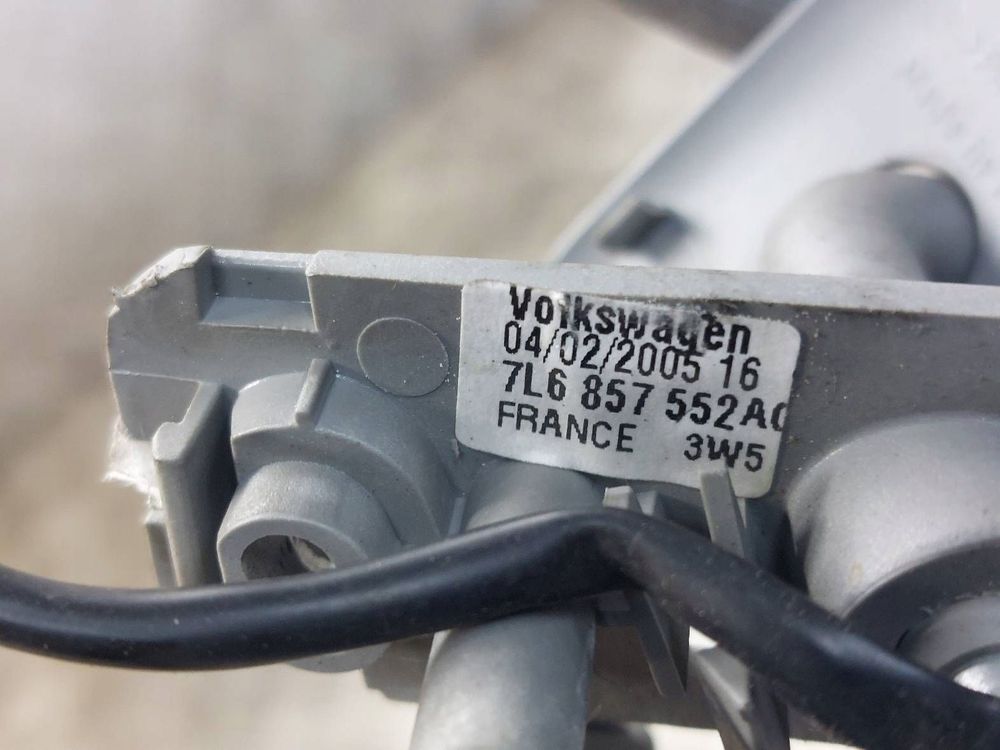 Volkswagen
04/02/2005 16
7L6 857 552AC
FRANCE 3W5